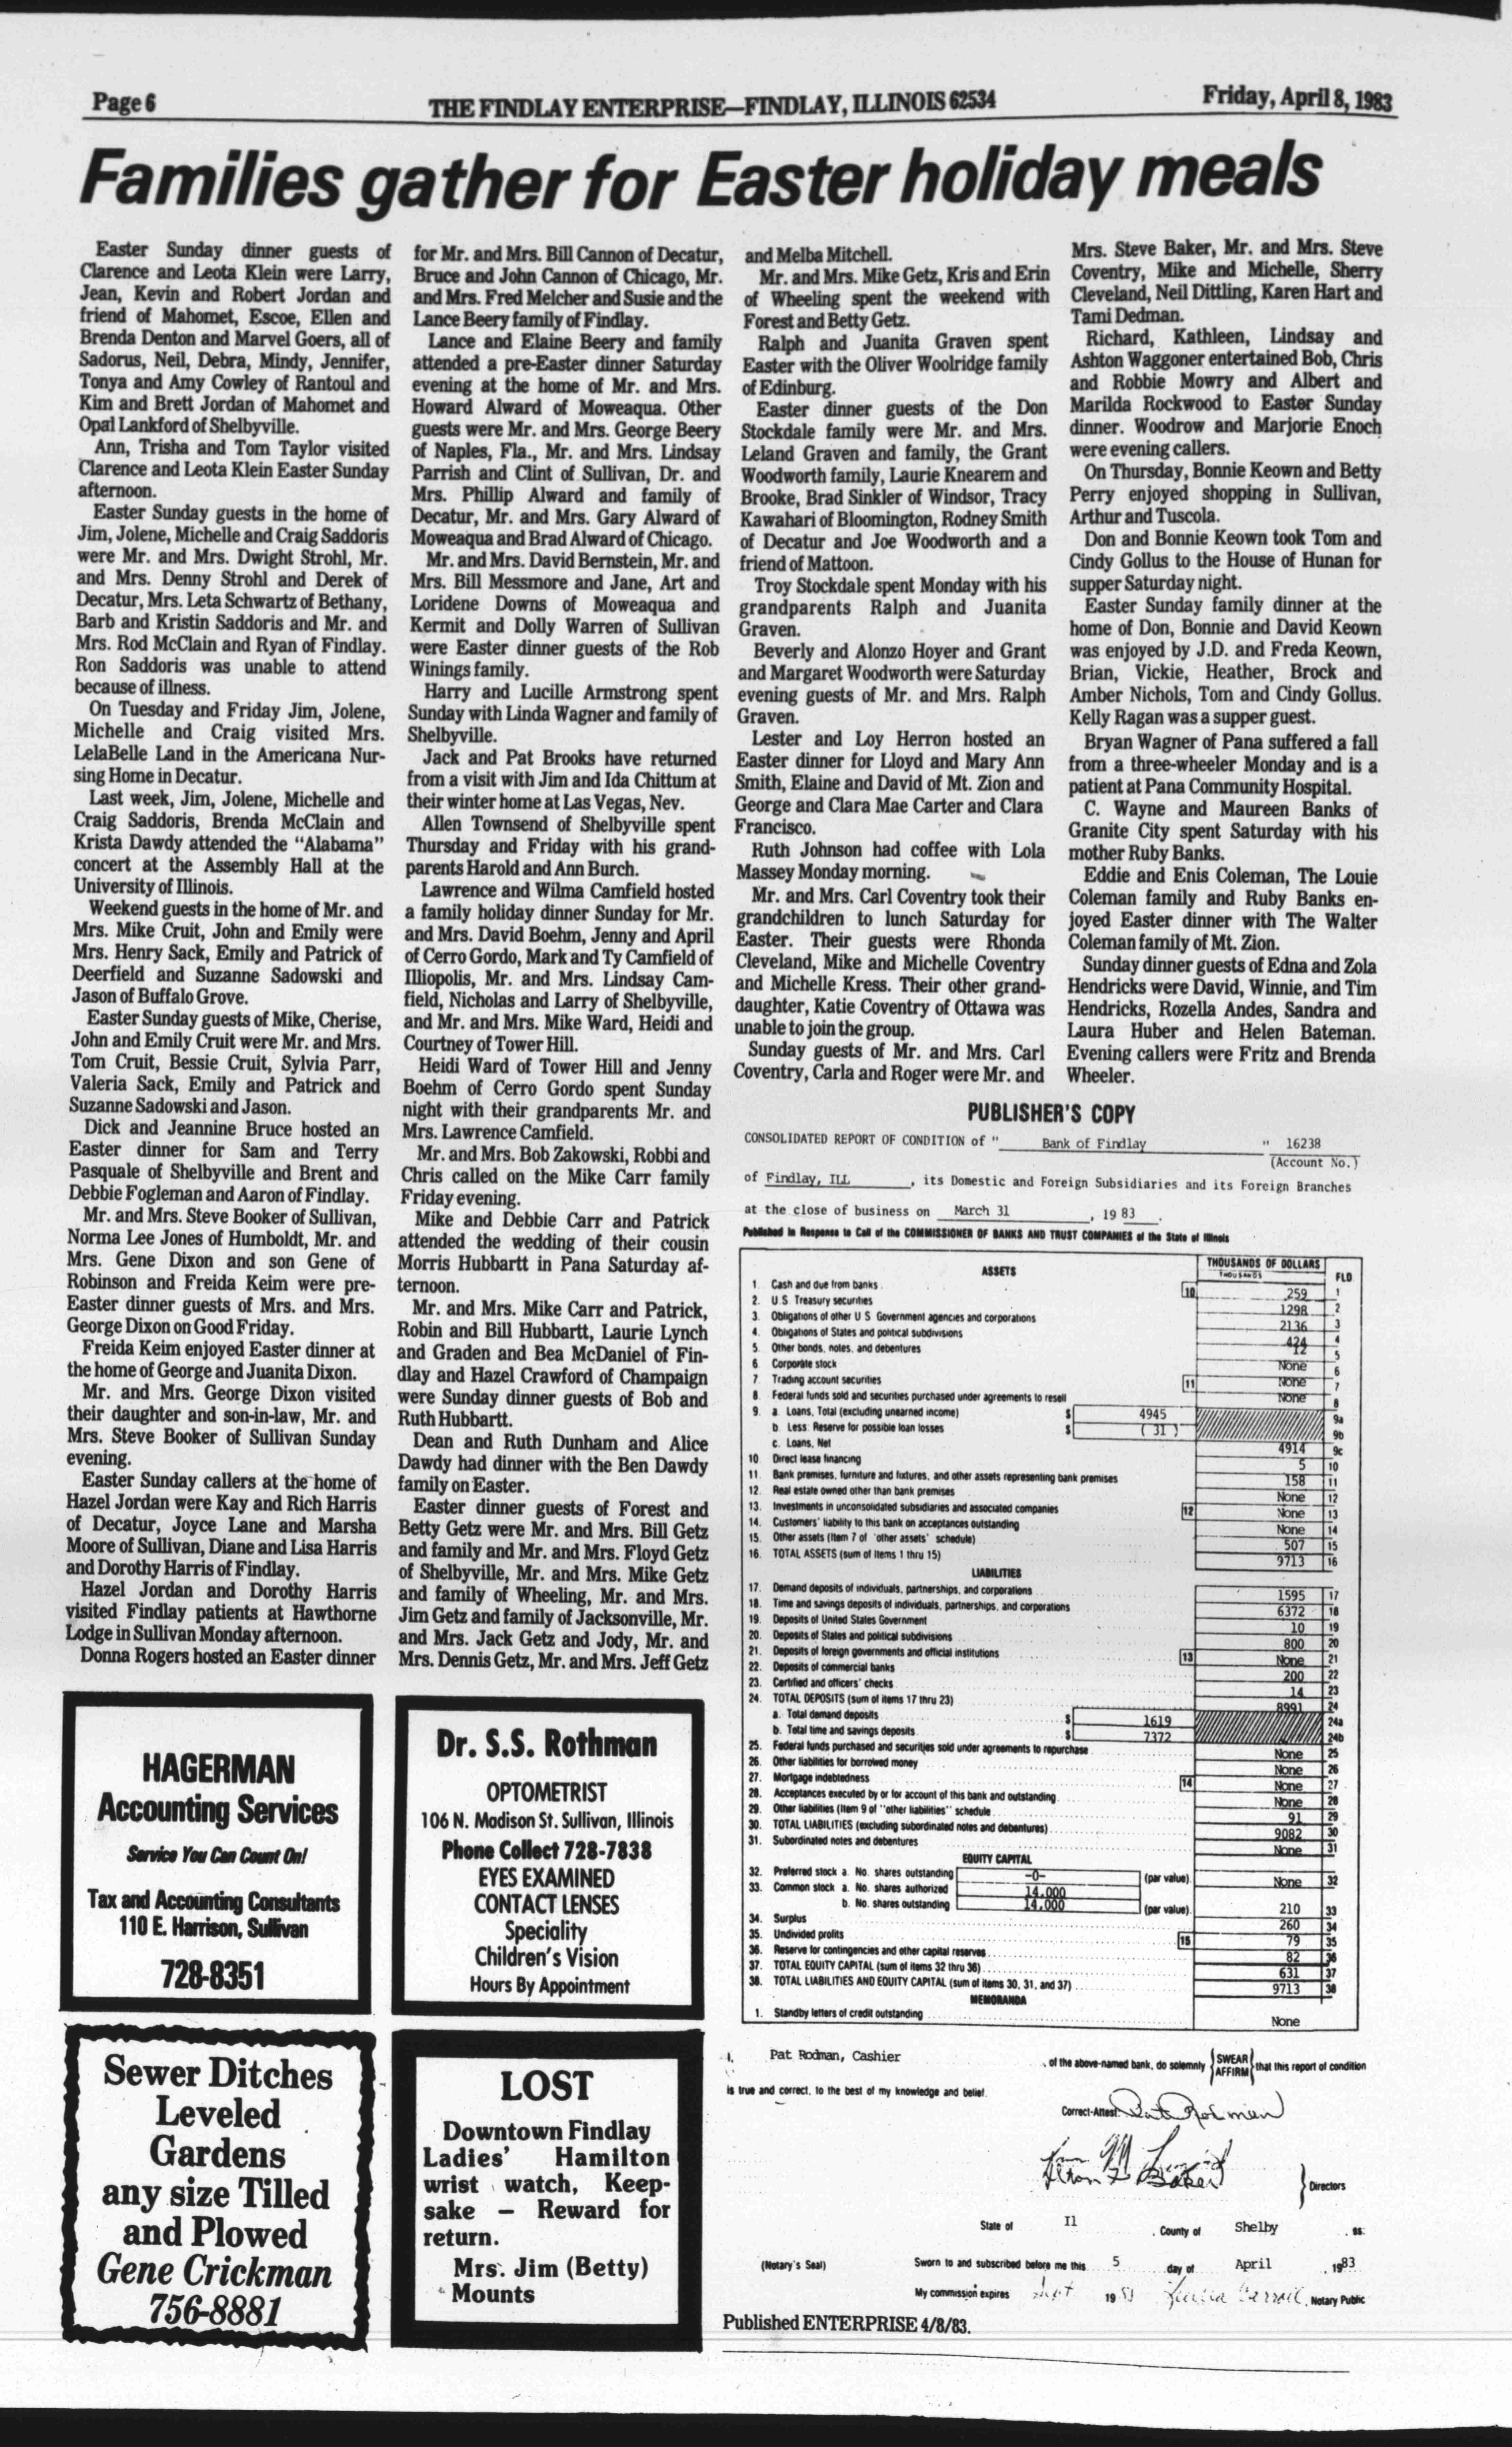 Page 6
THE FINDLAY ENTERPRISE—FINDLAY, ILLINOIS 62534
Friday, April 8, 1983
Families gather for Easter holiday meals
Easter Sunday dinner guests of
Clarence and Leota Klein were Larry,
Jean, Kevin and Robert Jordan and
friend of Mahomet, Escoe, Ellen and
Brenda Denton and Marvel Goers, all of
Sadorus, Neil, Debra, Mindy, Jennifer,
Tonya and Amy Cowley of Rantoul and
Kim and Brett Jordan of Mahomet and
Opal Lankford of Shelbyville.
Ann, Trisha and Tom Taylor visited
Clarence and Leota Klein Easter Sunday
afternoon.
Easter Sunday guests in the home of
Jim, Jolene, Michelle and Craig Saddoris
were Mr. and Mrs. Dwight Strohl, Mr.
and Mrs. Denny Strohl and Derek of
Decatur, Mrs. Leta Schwartz of Bethany,
Barb and Kristin Saddoris and Mr. and
Mrs. Rod McClain and Ryan of Findlay.
Ron Saddoris was unable to attend
because of illness.
On Tuesday and Friday Jim, Jolene,
Michelle and Craig visited Mrs.
LelaBelle Land in the Americana Nur-
sing Home in Decatur.
Last week, Jim, Jolene, Michelle and
Craig Saddoris, Brenda McClain and
Krista Dawdy attended the "Alabama"
concert at the Assembly Hall at the
University of Illinois.
Weekend guests in the home of Mr. and
Mrs. Mike Cruit, John and Emily were
Mrs. Henry Sack, Emily and Patrick of
Deerfield and Suzanne Sadowski and
Jason of Buffalo Grove.
Easter Sunday guests of Mike, Cherise,
John and Emily Cruit were Mr. and Mrs.
Tom Cruit, Bessie Cruit, Sylvia Parr,
Valeria Sack, Emily and Patrick and
Suzanne Sadowski and Jason.
Dick and Jeannine Bruce hosted an
Easter dinner for Sam and Terry
Pasquale of Shelbyville and Brent and
Debbie Fogleman and Aaron of Findlay.
Mr. and Mrs. Steve Booker of Sullivan,
Norma Lee Jones of Humboldt, Mr. and
Mrs. Gene Dixon and son Gene of
Robinson and Freida Keim were pre-
Easter dinner guests of Mrs. and Mrs.
George Dixon on Good Friday.
Freida Keim enjoyed Easter dinner at
the home of George and Juanita Dixon.
Mr. and Mrs. George Dixon visited
their daughter and son-in-law, Mr. and
Mrs. Steve Booker of Sullivan Sunday
evening.
Easter Sunday callers at the home of
Hazel Jordan were Kay and Rich Harris
of Decatur, Joyce Lane and Marsha
Moore of Sullivan, Diane and Lisa Harris
and Dorothy Harris of Findlay.
Hazel Jordan and Dorothy Harris
visited Findlay patients at Hawthorne
Lodge in Sullivan Monday afternoon.
Donna Rogers hosted an Easter dinner
for Mr. and Mrs. Bill Cannon of Decatur,
Bruce and John Cannon of Chicago, Mr.
and Mrs. Fred Melcher and Susie and the
Lance Beery family of Findlay.
Lance and Elaine Beery and family
attended a pre-Easter dinner Saturday
evening at the home of Mr. and Mrs.
Howard Alward of Moweaqua. Other
guests were Mr. and Mrs. George Beery
of Naples, Fla., Mr. and Mrs. Lindsay
Parrish and Clint of Sullivan, Dr. and
Mrs. Phillip Alward and family of
Decatur, Mr. and Mrs. Gary Alward of
Moweaqua and Brad Alward of Chicago.
Mr. and Mrs. David Bernstein, Mr. and
Mrs. Bill Messmore and Jane, Art and
Loridene Downs of Moweaqua and
Kermit and Dolly Warren of Sullivan
were Easter dinner guests of the Rob
Winings family.
Harry and Lucille Armstrong spent
Sunday with Linda Wagner and family of
Shelbyville.
Jack and Pat Brooks have returned
from a visit with Jim and Ida Chittum at
their winter home at Las Vegas, Nev.
Allen Townsend of Shelbyville spent
Thursday and Friday with his grand-
parents Harold and Ann Burch.
Lawrence and Wilma Camfield hosted
a family holiday dinner Sunday for Mr.
and Mrs. David Boehm, Jenny and April
of Cerro Gordo, Mark and Ty Camfield of
Illiopolis, Mr. and Mrs. Lindsay Cam-
field, Nicholas and Larry of Shelbyville,
and Mr. and Mrs. Mike Ward, Heidi and
Courtney of Tower Hill.
Heidi Ward of Tower Hill and Jenny
Boehm of Cerro Gordo spent Sunday
night with their grandparents Mr. and
Mrs. Lawrence Camfield.
Mr. and Mrs. Bob Zakowski, Robbi and
Chris called on the Mike Carr family
Friday evening.
Mike and Debbie Carr and Patrick
attended the wedding of their cousin
Morris Hubbartt in Pana Saturday af-
ternoon.
Mr. and Mrs. Mike Carr and Patrick,
Robin and Bill Hubbartt, Laurie Lynch
and Graden and Bea McDaniel of Fin-
dlay and Hazel Crawford of Champaign
were Sunday dinner guests of Bob and
Ruth Hubbartt.
Dean and Ruth Dunham and Alice
Dawdy had dinner with the Ben Dawdy
family on Easter.
Easter dinner guests of Forest and
Betty Getz were Mr. and Mrs. Bill Getz
and family and Mr. and Mrs. Floyd Getz
of Shelbyville, Mr. and Mrs. Mike Getz
and family of Wheeling, Mr. and Mrs.
Jim Getz and family of Jacksonville, Mr.
and Mrs. Jack Getz and Jody, Mr. and
Mrs. Dennis Getz, Mr. and Mrs. Jeff Getz
and Melba Mitchell.
Mr. and Mrs. Mike Getz, Kris and Erin
of Wheeling spent the weekend with
Forest and Betty Getz.
Ralph and Juanita Graven spent
Easter with the Oliver Woolridge family
of Edinburg.
Easter dinner guests of the Don
Stockdale family were Mr. and Mrs.
Leland Graven and family, the Grant
Woodworth family, Laurie Knearem and
Brooke, Brad Sinkler of Windsor, Tracy
Kawahari of Bloomington, Rodney Smith
of Decatur and Joe Woodworth and a
friend of Mattoon.
Troy Stockdale spent Monday with his
grandparents Ralph and Juanita
Graven.
Beverly and Alonzo Hoyer and Grant
and Margaret Woodworth were Saturday
evening guests of Mr. and Mrs. Ralph
Graven.
Lester and Loy Herron hosted an
Easter dinner for Lloyd and Mary Ann
Smith, Elaine and David of Mt. Zion and
George and Clara Mae Carter and Clara
Francisco.
Ruth Johnson had coffee with Lola
Massey Monday morning.
Mr. and Mrs. Carl Coventry took their
grandchildren to lunch Saturday for
Easter. Their guests were Rhonda
Cleveland, Mike and Michelle Coventry
and Michelle Kress. Their other grand-
daughter, Katie Coventry of Ottawa was
unable to join the group.
Sunday guests of Mr. and Mrs. Carl
Coventry, Carla and Roger were Mr. and
Mrs. Steve Baker, Mr. and Mrs. Steve
Coventry, Mike and Michelle, Sherry
Cleveland, Neil Dittling, Karen Hart and
Tami Dedman.
Richard, Kathleen, Lindsay and
Ashton Waggoner entertained Bob, Chris
and Robbie Mowry and Albert and
Marilda Rockwood to Easter Sunday
dinner. Woodrow and Marjorie Enoch
were evening callers.
On Thursday, Bonnie Keown and Betty
Perry enjoyed shopping in Sullivan,
Arthur and Tuscola.
Don and Bonnie Keown took Tom and
Cindy Gollus to the House of Hunan for
supper Saturday night.
Easter Sunday family dinner at the
home of Don, Bonnie and David Keown
was enjoyed by J.D. and Freda Keown,
Brian, Vickie, Heather, Brock and
Amber Nichols, Tom and Cindy Gollus.
Kelly Ragan was a supper guest.
Bryan Wagner of Pana suffered a fall
from a three-wheeler Monday and is a
patient at Pana Community Hospital.
C. Wayne and Maureen Banks of
Granite City spent Saturday with his
mother Ruby Banks.
Eddie and Enis Coleman, The Louie
Coleman family and Ruby Banks en-
joyed Easter dinner with The Walter
Coleman family of Mt. Zion.
Sunday dinner guests of Edna and Zola
Hendricks were David, Winnie, and Tim
Hendricks, Rozella Andes, Sandra and
Laura Huber and Helen Bateman.
Evening callers were Fritz and Brenda
Wheeler.
HAGERMAN
Accounting Services
Service You Can Count On!
Tax and Accounting Consultants
110 E. Harrison, Sullivan
728-8351
Dr. S.S. Rothman
OPTOMETRIST
106 N. Madison St. Sullivan, Illinois
Phone Collect 728-7838
EYES EXAMINED
CONTACT LENSES
Speciality
Children's Vision
Hours By Appointment
Sewer Ditches
Leveled
Gardens
any size Tilled
and Plowed
Gene Crickman
756-8881
LOST
Downtown Findlay
Ladies' Hamilton
wrist watch, Keep-
sake — Reward for
return.
Mrs. Jim (Betty)
Mounts
PUBLISHER'S COPY
CONSOLIDATED REPORT OF CONDITION of " Bank of Findlay " 16238
(Account No.)
of Findlay, ILL, its Domestic and Foreign Subsidiaries and its Foreign Branches
at the close of business on March 31, 19 83.
Published in Response to Call of the COMMISSIONER OF BANKS AND TRUST COMPANIES of the State of Illinois
ASSETS THOUSANDS OF DOLLARS
THOUSANDS FLD
1. Cash and due from banks 10 259 1
2. U.S. Treasury securities 1298 2
3. Obligations of other U S Government agencies and corporations 2136 3
4. Obligations of States and political subdivisions 424 4
5. Other bonds, notes, and debentures 12 5
6. Corporate stock None 6
7. Trading account securities 11 None 7
8. Federal funds sold and securities purchased under agreements to resell None 8
9. a. Loans, Total (excluding unearned income) $ 4945 9a
b. Less: Reserve for possible loan losses $ ( 31 ) 9b
c. Loans, Net 4914 9c
10 Direct lease financing 5 10
11. Bank premises, furniture and fixtures, and other assets representing bank premises 158 11
12. Real estate owned other than bank premises None 12
13. Investments in unconsolidated subsidiaries and associated companies 12 None 13
14. Customers' liability to this bank on acceptances outstanding None 14
15. Other assets (Item 7 of "other assets" schedule) 507 15
16. TOTAL ASSETS (sum of items 1 thru 15) 9713 16
LIABILITIES
17. Demand deposits of individuals, partnerships, and corporations 1595 17
18. Time and savings deposits of individuals, partnerships, and corporations 6372 18
19. Deposits of United States Government 10 19
20. Deposits of States and political subdivisions 800 20
21. Deposits of foreign governments and official institutions 13 None 21
22. Deposits of commercial banks 200 22
23. Certified and officers' checks 14 23
24. TOTAL DEPOSITS (sum of items 17 thru 23) 8991 24
a. Total demand deposits $ 1619 24a
b. Total time and savings deposits $ 7372 24b
25. Federal funds purchased and securities sold under agreements to repurchase None 25
26. Other liabilities for borrowed money None 26
27. Mortgage indebtedness 14 None 27
28. Acceptances executed by or for account of this bank and outstanding None 28
29. Other liabilities (Item 9 of "other liabilities" schedule 91 29
30. TOTAL LIABILITIES (excluding subordinated notes and debentures) 9082 30
31. Subordinated notes and debentures None 31
EQUITY CAPITAL
32. Preferred stock a. No. shares outstanding -0- (par value) None 32
33. Common stock a. No. shares authorized 14,000
b. No. shares outstanding 14,000 (par value) 210 33
34. Surplus 260 34
35. Undivided profits 15 79 35
36. Reserve for contingencies and other capital reserves 82 36
37. TOTAL EQUITY CAPITAL (sum of items 32 thru 36) 631 37
38. TOTAL LIABILITIES AND EQUITY CAPITAL (sum of items 30, 31, and 37) 9713 38
MEMORANDA
1. Standby letters of credit outstanding None
I, Pat Rodman, Cashier, of the above-named bank, do solemnly {SWEAR AFFIRM} that this report of condition
is true and correct, to the best of my knowledge and belief.
Correct-Attest: Pat Rodman
Baker
Directors
State of Il, County of Shelby, ss:
(Notary's Seal) Sworn to and subscribed before me this 5 day of April, 1983
My commission expires Sept 19 , Notary Public
Published ENTERPRISE 4/8/83.